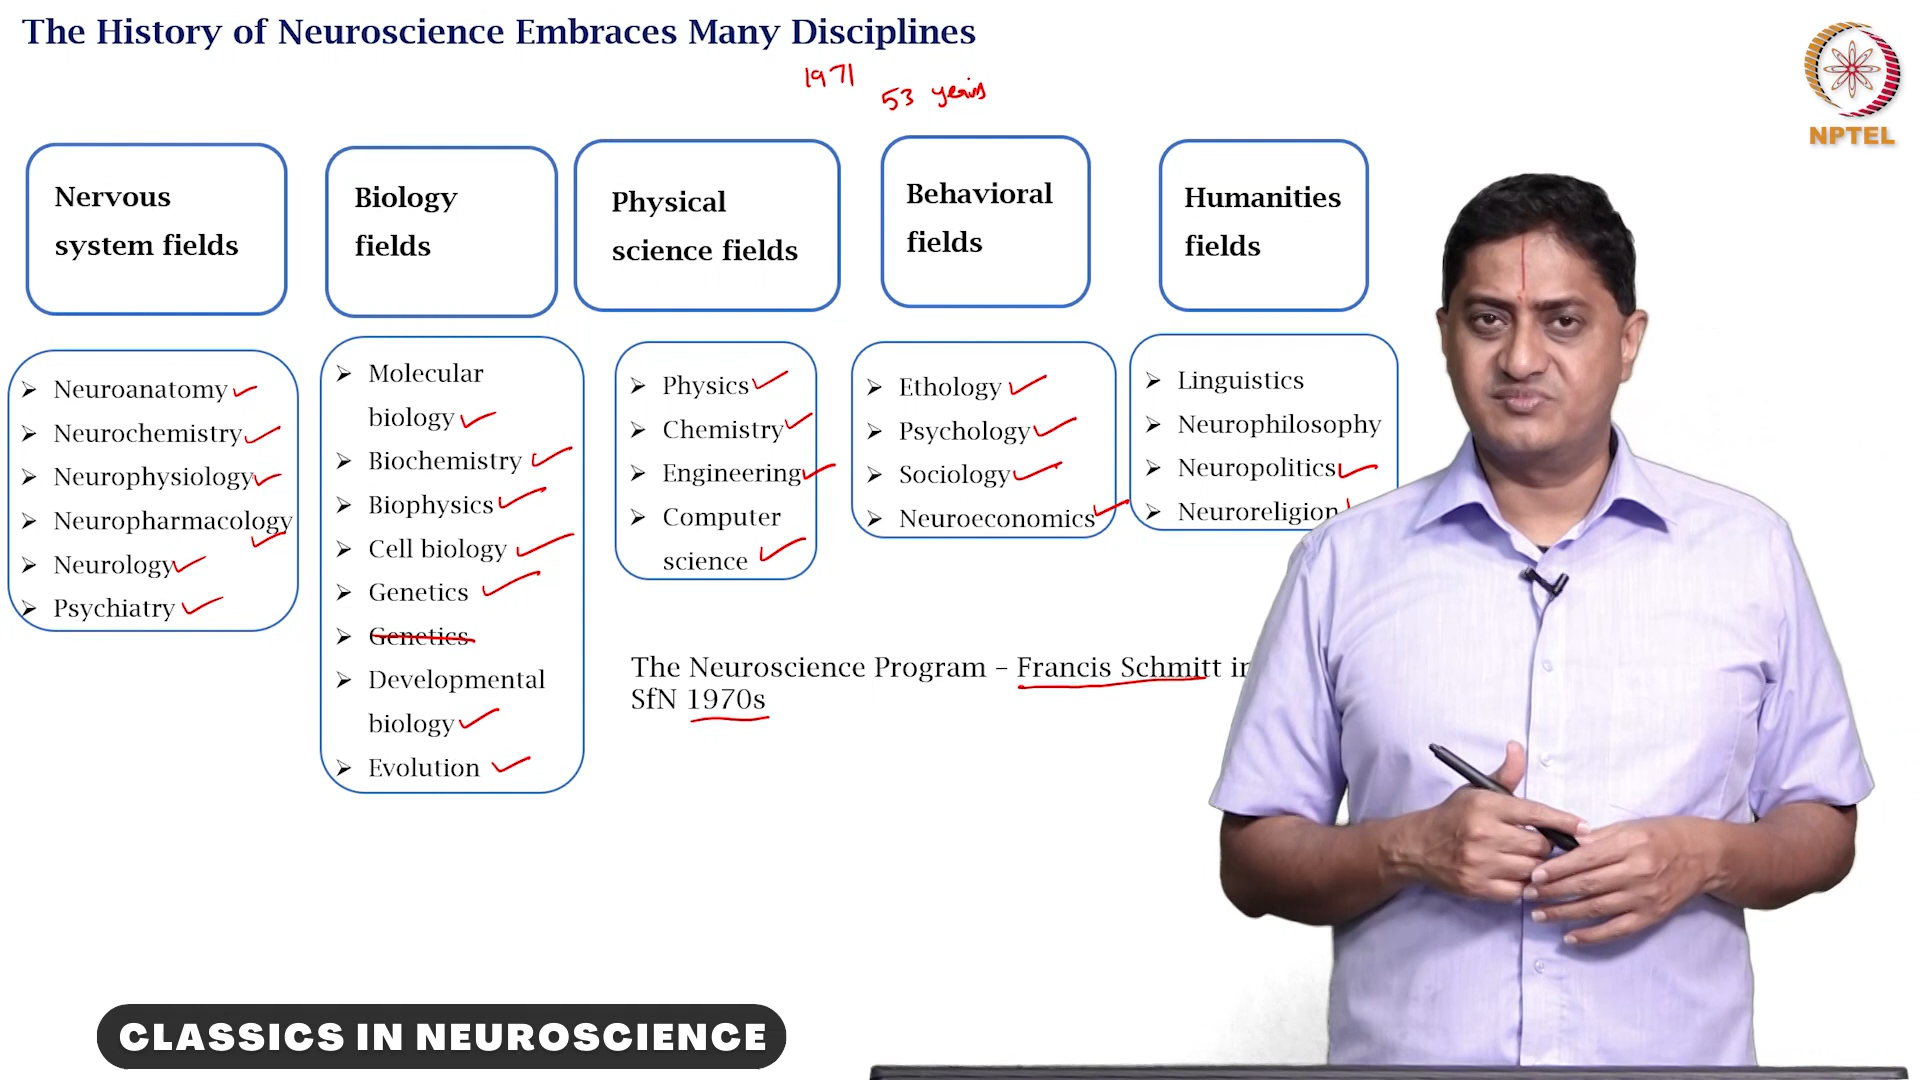 The History of Neuroscience Embraces Many Disciplines
1971
53 years
NPTEL
Nervous
system fields
Biology
fields
Physical
science fields
Behavioral
fields
Humanities
fields
Neuroanatomy
Neurochemistry
Neurophysiology
Neuropharmacology
Neurology
Psychiatry
Molecular
biology
Biochemistry
Biophysics
Cell biology
Genetics
Genetics
Developmental
biology
Evolution
Physics
Chemistry
Engineering
Computer
science
Ethology
Psychology
Sociology
Neuroeconomics
Linguistics
Neurophilosophy
Neuropolitics
Neuroreligion
The Neuroscience Program – Francis Schmitt in
SfN 1970s
CLASSICS IN NEUROSCIENCE